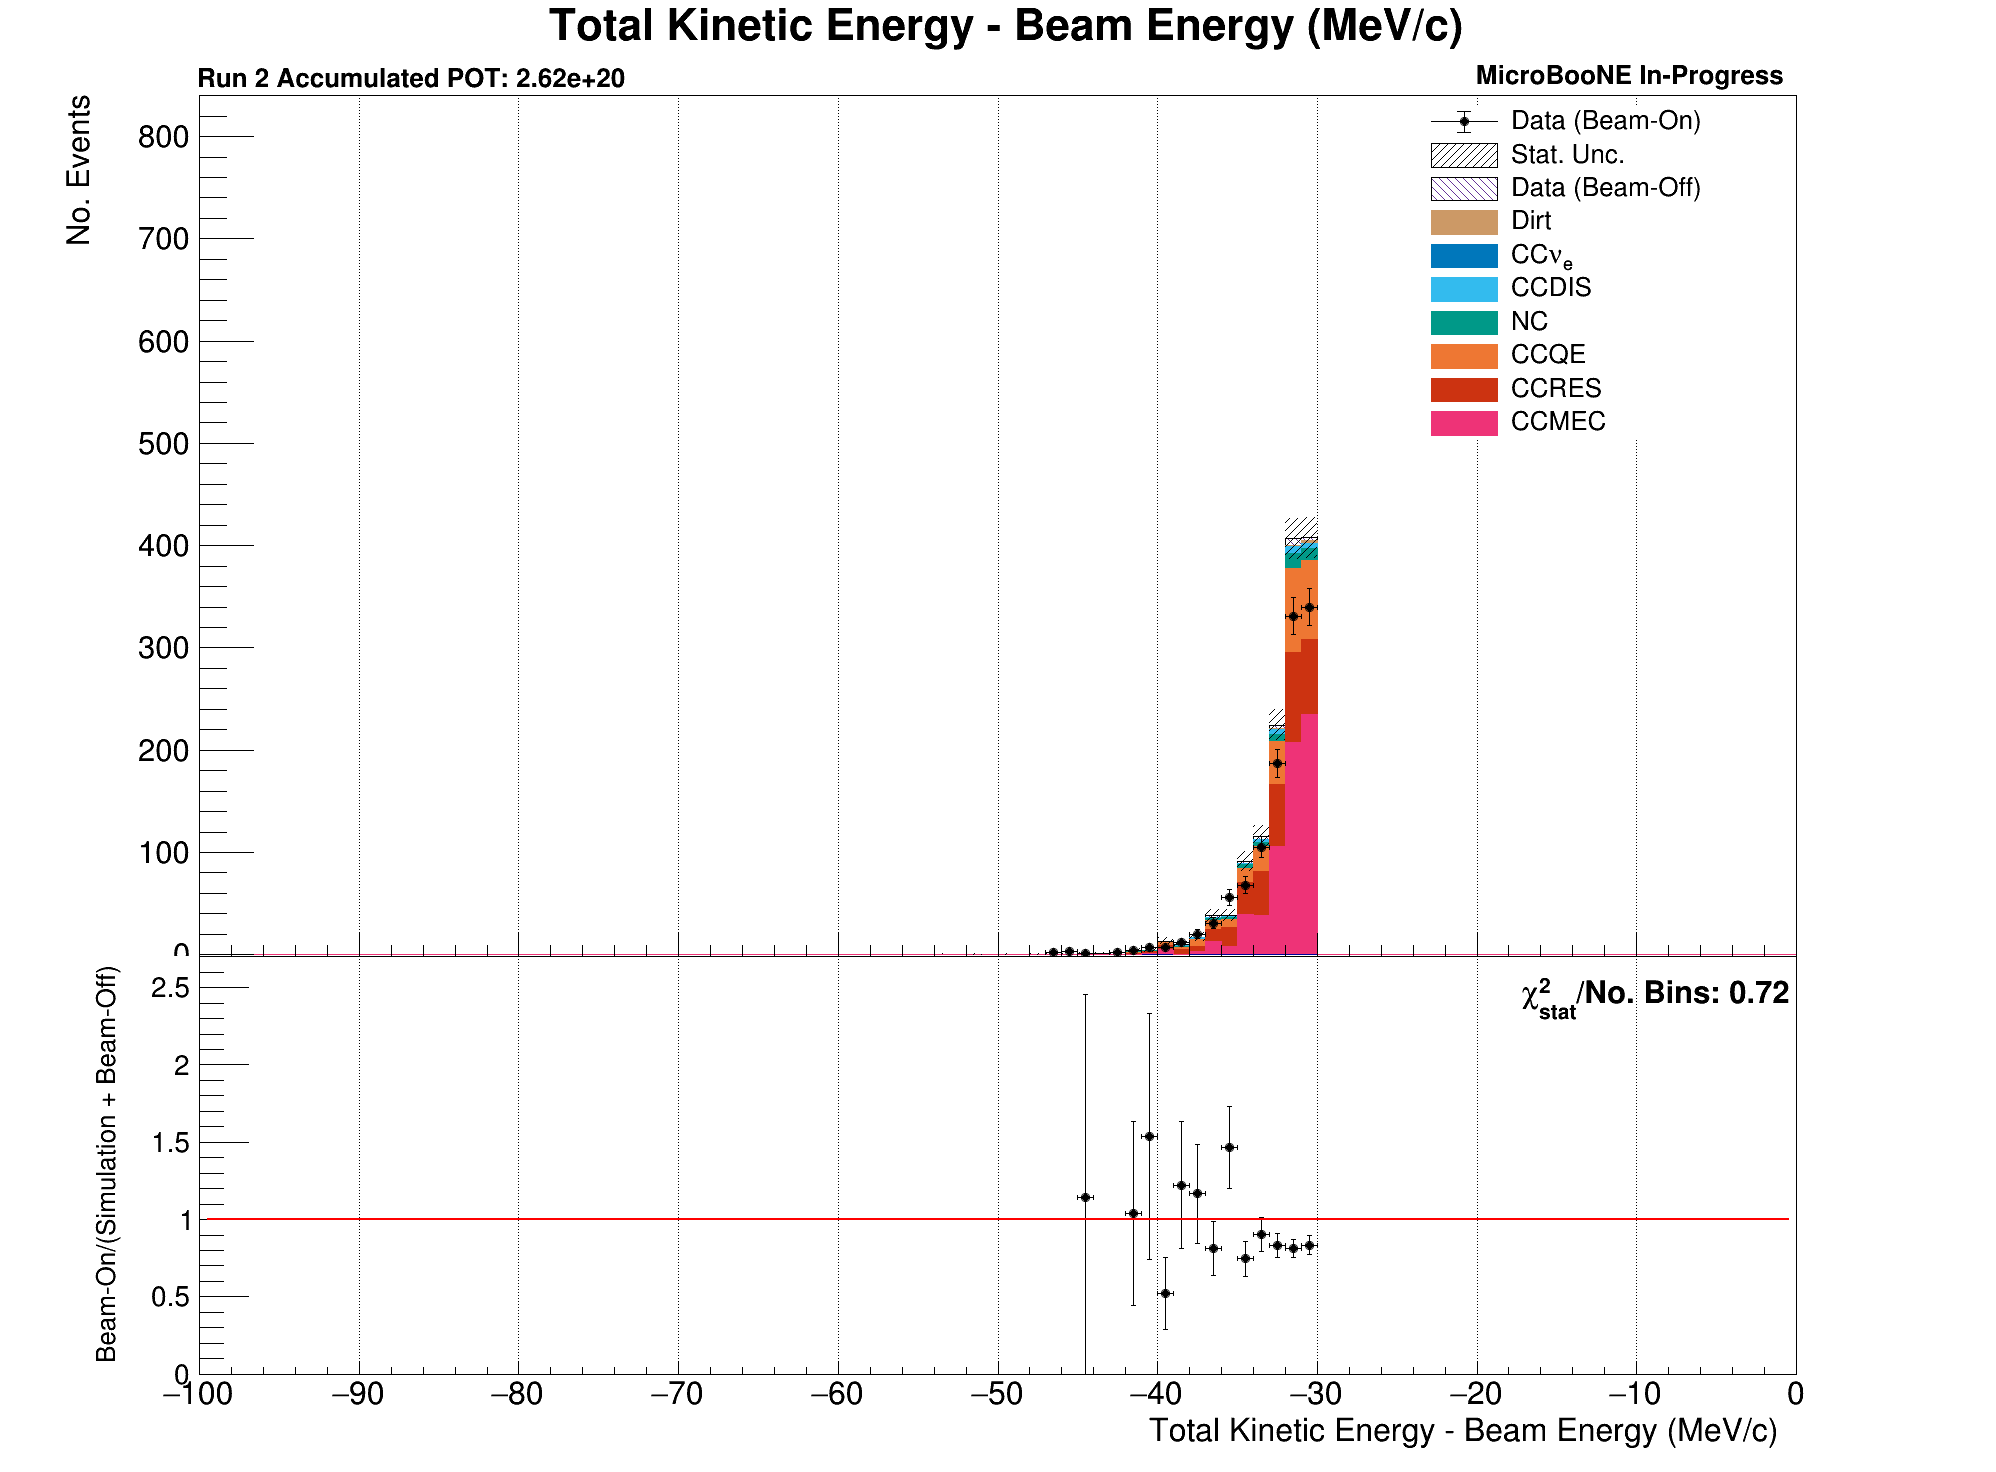 Total Kinetic Energy - Beam Energy (MeV/c)
Run 2 Accumulated POT: 2.62e+20
MicroBooNE In-Progress
No. Events
800
700
600
500
400
300
200
100
0
Data (Beam-On)
Stat. Unc.
Data (Beam-Off)
Dirt
CCνe
CCDIS
NC
CCQE
CCRES
CCMEC
Beam-On/(Simulation + Beam-Off)
2.5
2
1.5
1
0.5
0
χ²stat/No. Bins: 0.72
−100 −90 −80 −70 −60 −50 −40 −30 −20 −10 0
Total Kinetic Energy - Beam Energy (MeV/c)